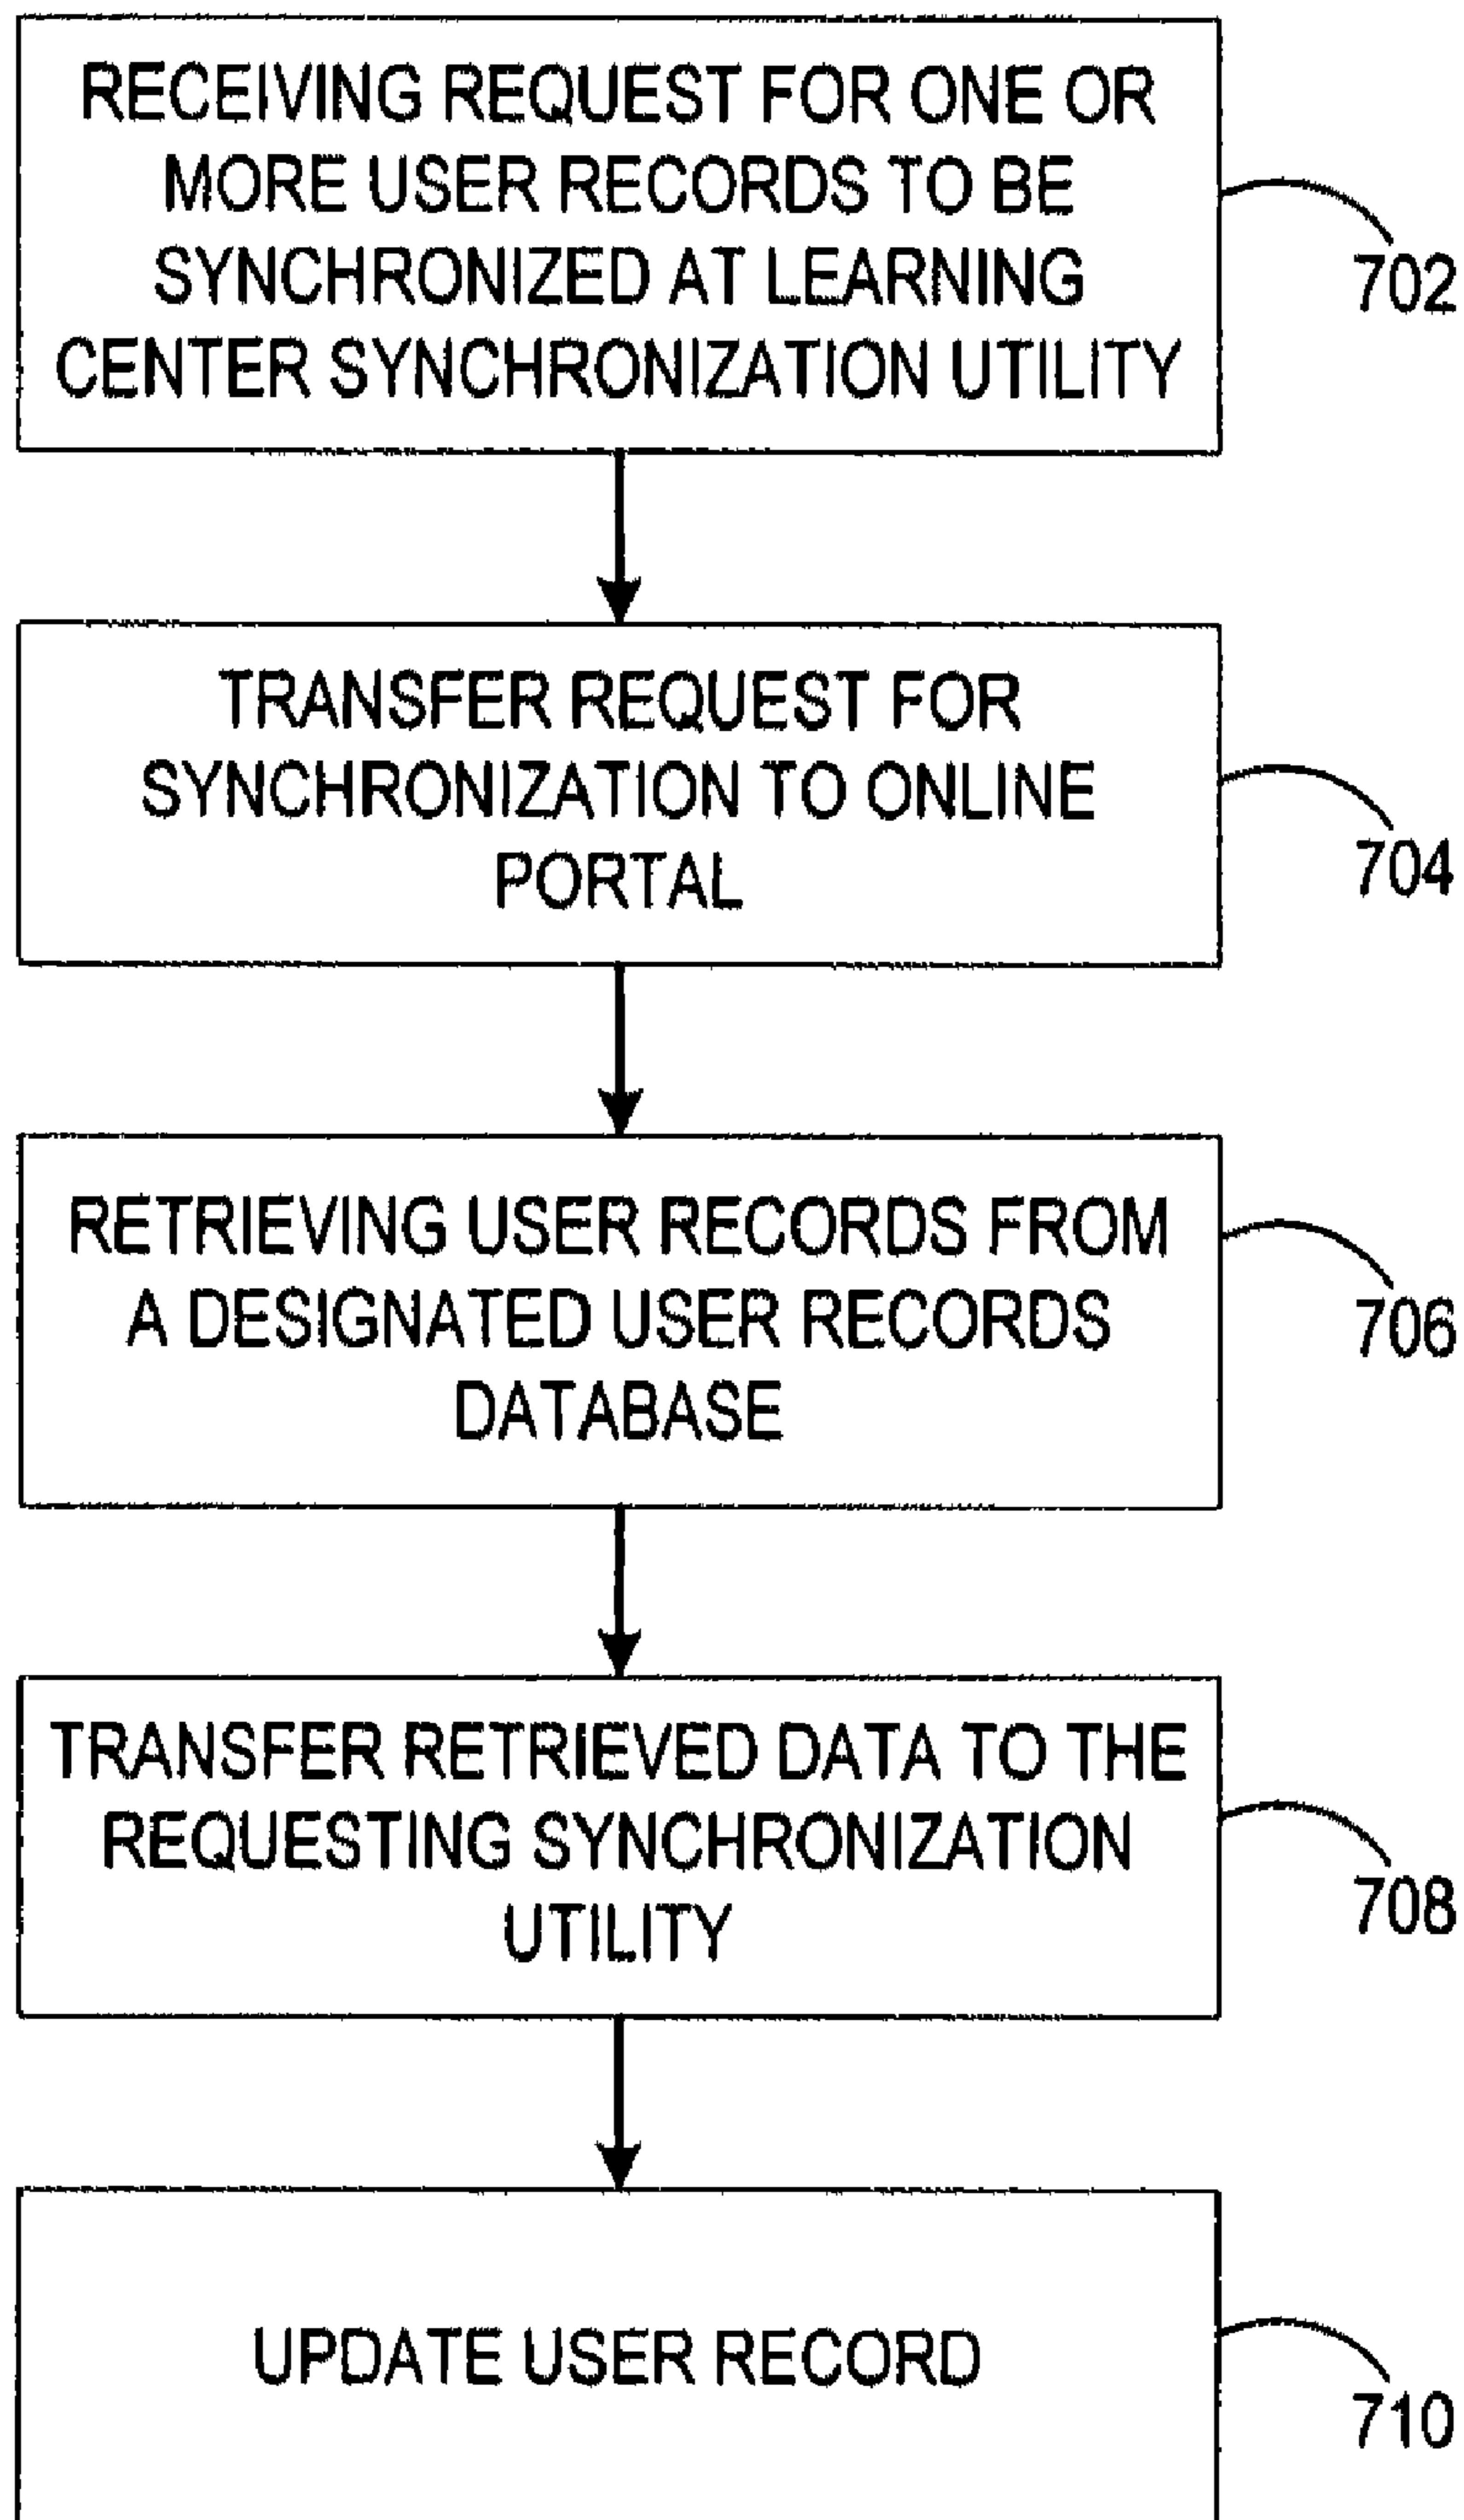 RECEIVING REQUEST FOR ONE OR
MORE USER RECORDS TO BE
SYNCHRONIZED AT LEARNING
CENTER SYNCHRONIZATION UTILITY
702
TRANSFER REQUEST FOR
SYNCHRONIZATION TO ONLINE
PORTAL
704
RETRIEVING USER RECORDS FROM
A DESIGNATED USER RECORDS
DATABASE
706
TRANSFER RETRIEVED DATA TO THE
REQUESTING SYNCHRONIZATION
UTILITY
708
UPDATE USER RECORD
710